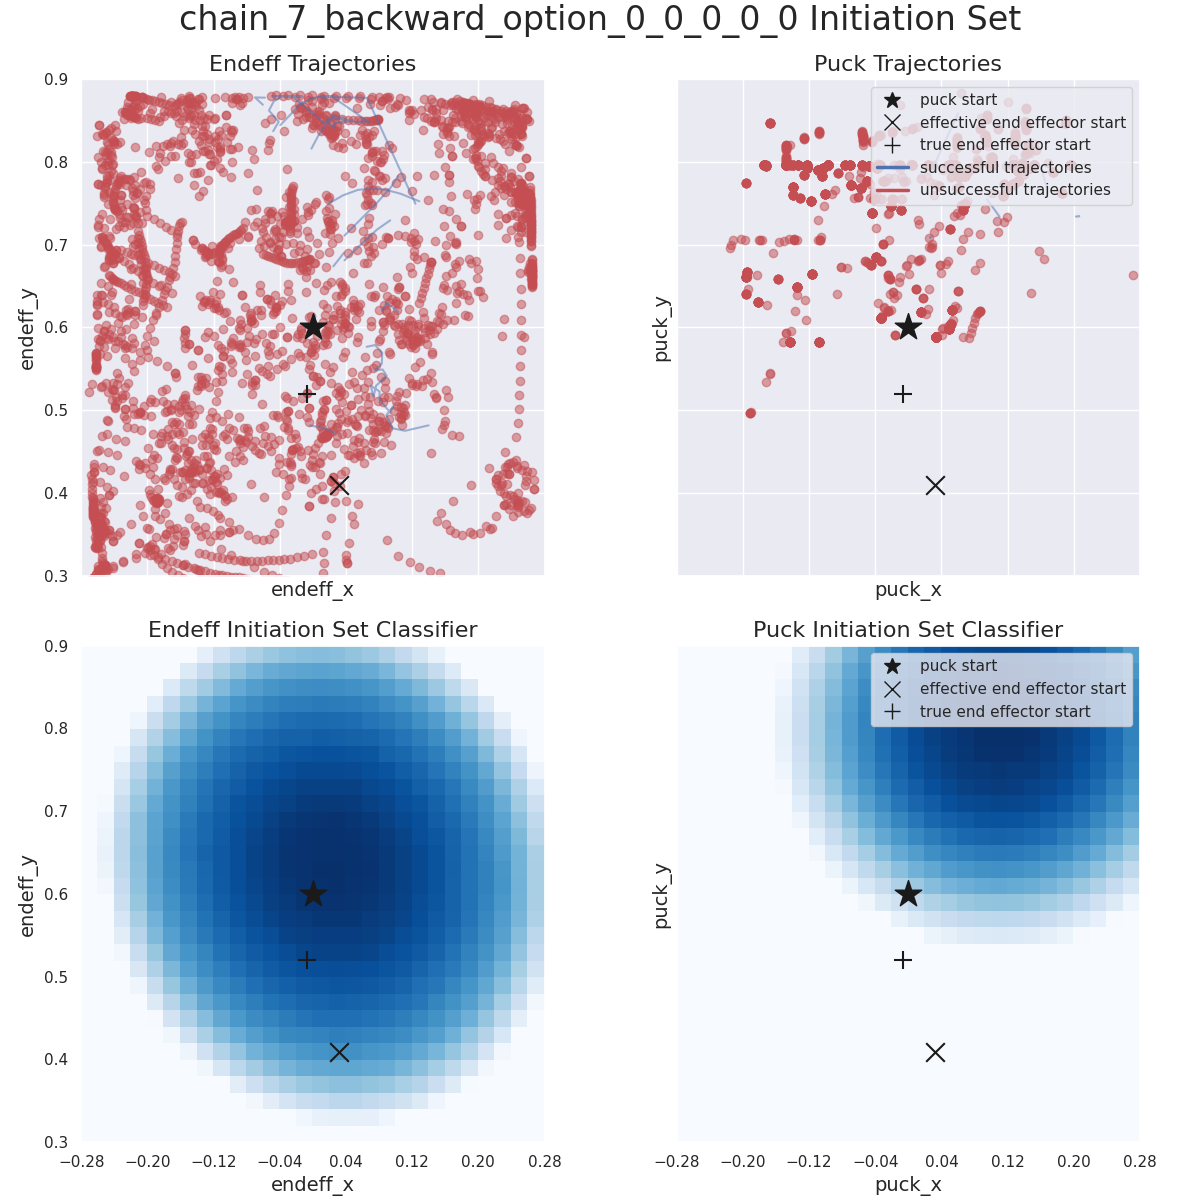 chain_7_backward_option_0_0_0_0_0 Initiation Set
Endeff Trajectories
Puck Trajectories
0.9
0.8
0.7
0.6
0.5
0.4
0.3
endeff_y
endeff_x
puck_y
puck_x
puck start
effective end effector start
true end effector start
successful trajectories
unsuccessful trajectories
Endeff Initiation Set Classifier
Puck Initiation Set Classifier
0.9
0.8
0.7
0.6
0.5
0.4
0.3
endeff_y
−0.28 −0.20 −0.12 −0.04 0.04 0.12 0.20 0.28
endeff_x
puck_y
puck start
effective end effector start
true end effector start
−0.28 −0.20 −0.12 −0.04 0.04 0.12 0.20 0.28
puck_x